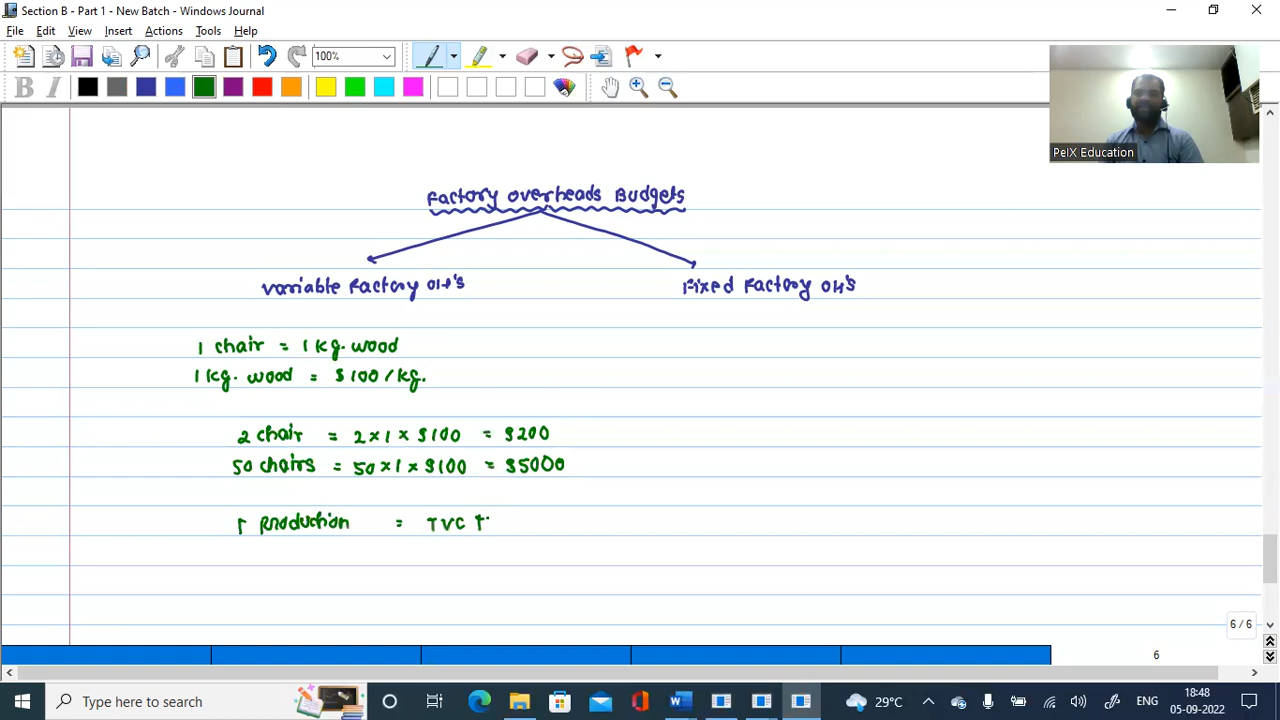 Section B - Part 1 - New Batch - Windows Journal
File Edit View Insert Actions Tools Help
100%
B I
PelX Education
Factory Overheads Budgets
Variable Factory OH's Fixed Factory OH's
1 chair = 1 kg. wood
1 kg. wood = $100/kg.
2 chair = 2 × 1 × $100 = $200
50 chairs = 50 × 1 × $100 = $5000
↑ Production = TVC ↑
6 / 6
6
Type here to search
29°C
ENG
18:48
05-09-2022